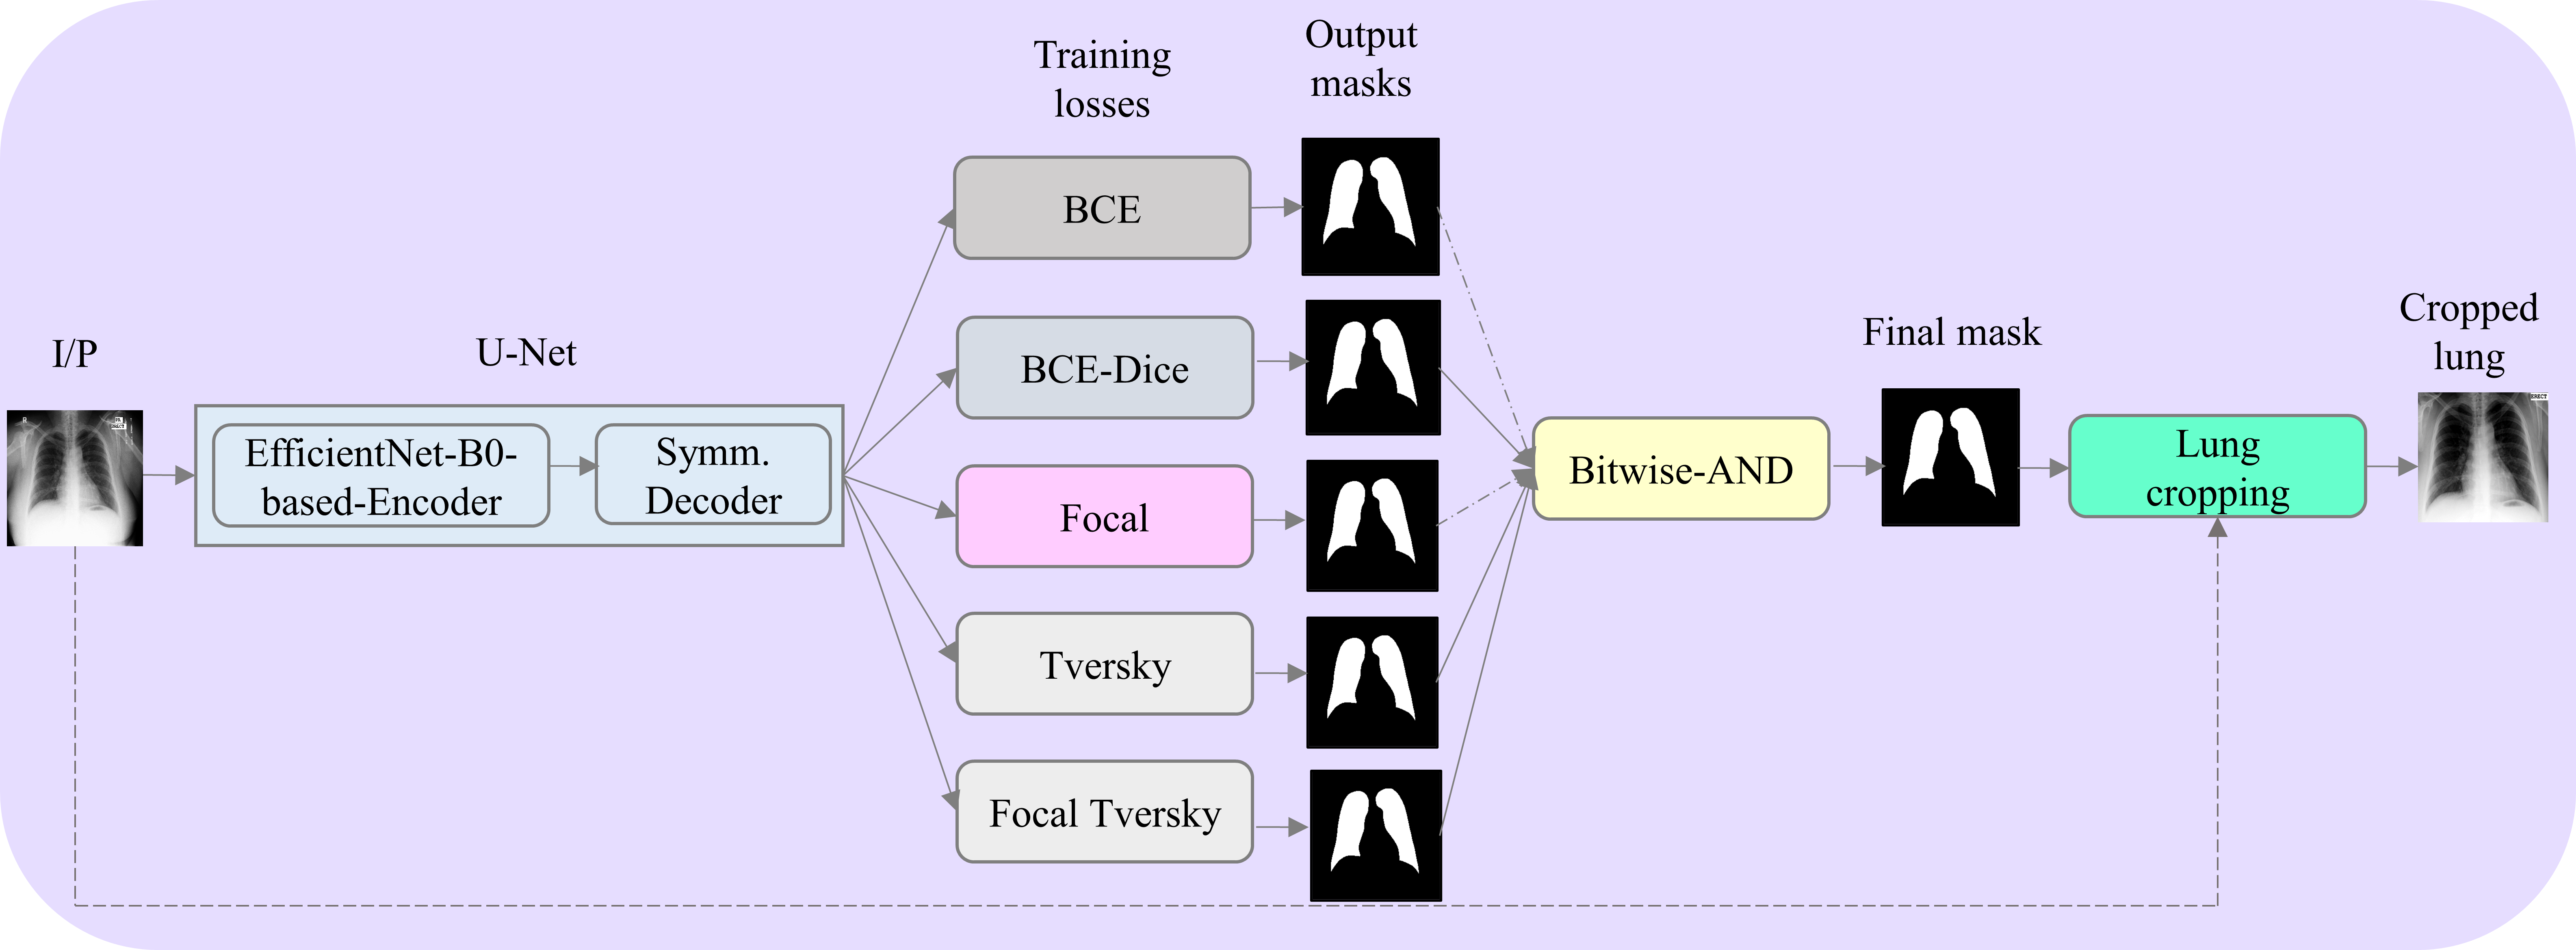 Training
losses
Output
masks
BCE
BCE-Dice
Focal
Tversky
Focal Tversky
I/P
R
U-Net
EfficientNet-B0-
based-Encoder
Symm.
Decoder
Bitwise-AND
Final mask
Lung
cropping
Cropped
lung
ERECT